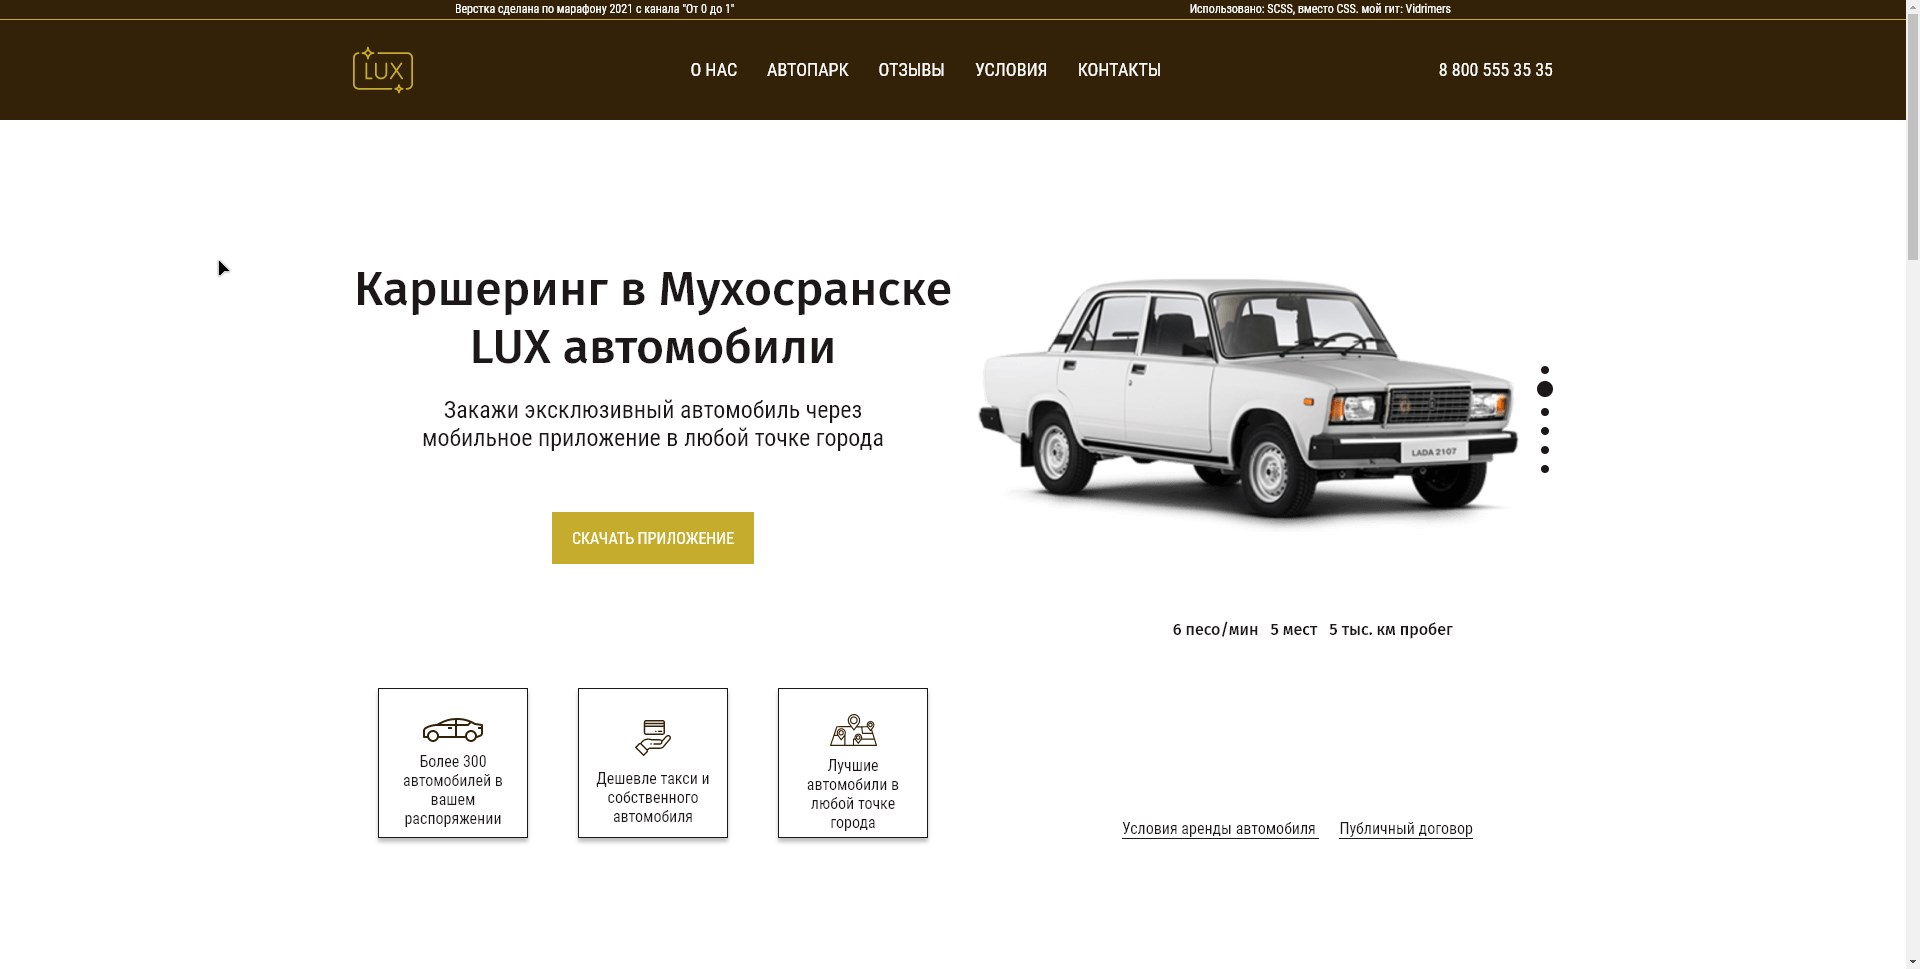 Верстка сделана по марафону 2021 с канала "От 0 до 1"
Использовано: SCSS, вместо CSS. мой гит: Vidrimers
LUX
О НАС
АВТОПАРК
ОТЗЫВЫ
УСЛОВИЯ
КОНТАКТЫ
8 800 555 35 35
Каршеринг в Мухосранске
LUX автомобили
Закажи эксклюзивный автомобиль через
мобильное приложение в любой точке города
СКАЧАТЬ ПРИЛОЖЕНИЕ
LADA 2107
6 песо/мин 5 мест 5 тыс. км пробег
Более 300
автомобилей в
вашем
распоряжении
Дешевле такси и
собственного
автомобиля
Лучшие
автомобили в
любой точке
города
Условия аренды автомобиля
Публичный договор